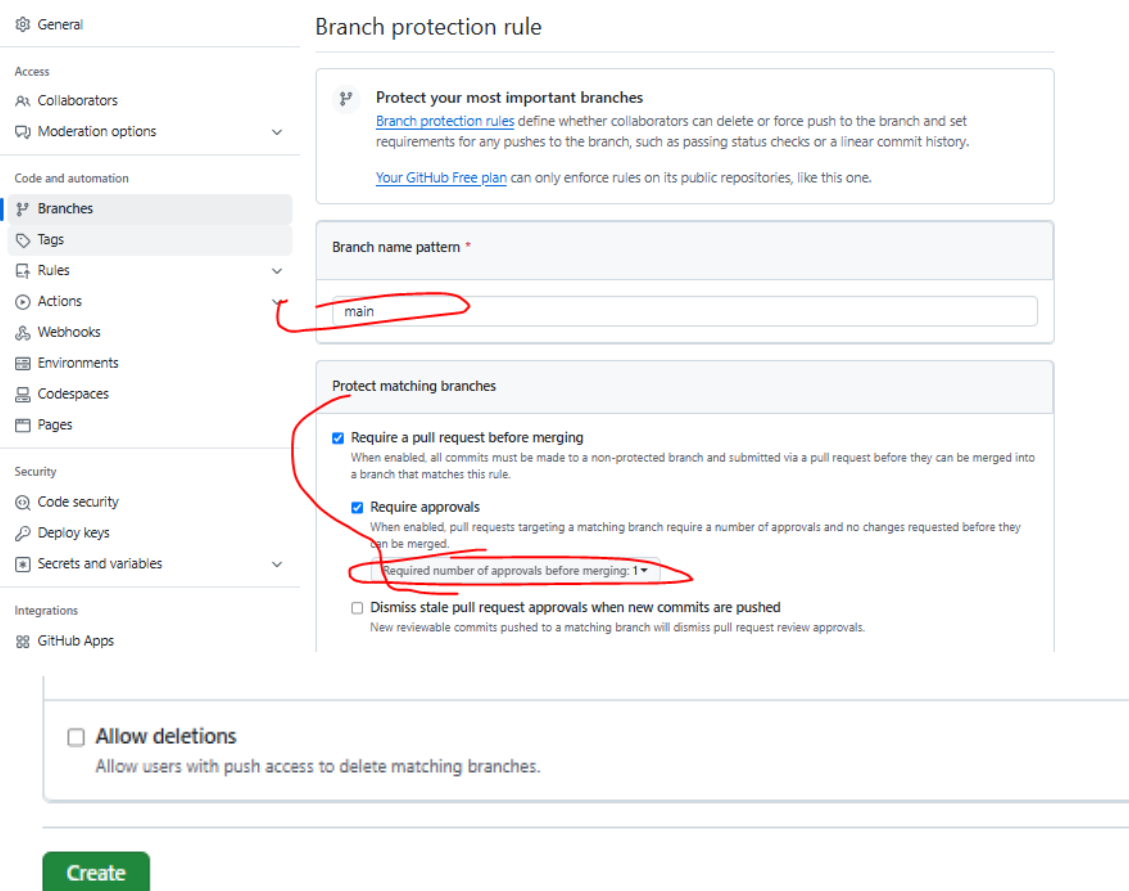 General
Access
Collaborators
Moderation options
Code and automation
Branches
Tags
Rules
Actions
Webhooks
Environments
Codespaces
Pages
Security
Code security
Deploy keys
Secrets and variables
Integrations
GitHub Apps
Branch protection rule
Protect your most important branches
Branch protection rules define whether collaborators can delete or force push to the branch and set
requirements for any pushes to the branch, such as passing status checks or a linear commit history.
Your GitHub Free plan can only enforce rules on its public repositories, like this one.
Branch name pattern *
main
Protect matching branches
Require a pull request before merging
When enabled, all commits must be made to a non-protected branch and submitted via a pull request before they can be merged into
a branch that matches this rule.
Require approvals
When enabled, pull requests targeting a matching branch require a number of approvals and no changes requested before they
can be merged.
Required number of approvals before merging: 1
Dismiss stale pull request approvals when new commits are pushed
New reviewable commits pushed to a matching branch will dismiss pull request review approvals.
Allow deletions
Allow users with push access to delete matching branches.
Create